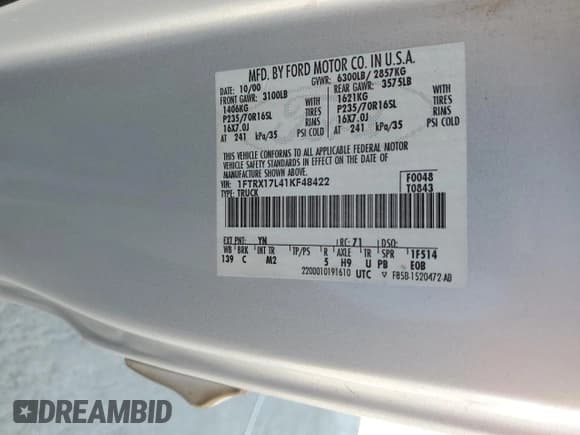 MFD. BY FORD MOTOR CO. IN U.S.A.
DATE: 10/00 GVWR: 6300LB/ 2857KG
FRONT GAWR: 3100LB REAR GAWR: 3575LB
1406KG WITH 1621KG WITH
P235/70R16SL TIRES P235/70R16SL TIRES
16X7.0J RIMS 16X7.0J RIMS
AT 241 kPa/35 PSI COLD AT 241 kPa/35 PSI COLD
THIS VEHICLE CONFORMS TO ALL APPLICABLE FEDERAL MOTOR
VEHICLE SAFETY STANDARDS IN EFFECT ON THE DATE OF
MANUFACTURE SHOWN ABOVE.
VIN: 1FTRX17L41KF48422 F0048
TYPE: TRUCK T0843
EXT PNT: YN RC: 71 DSO:
WB BRK INT TR TP/PS R AXLE TR SPR 1F514
139 C M2 5 H9 U PB EOB
2200010191610 UTC ▽ F85B-1520472-AB
DREAMBID